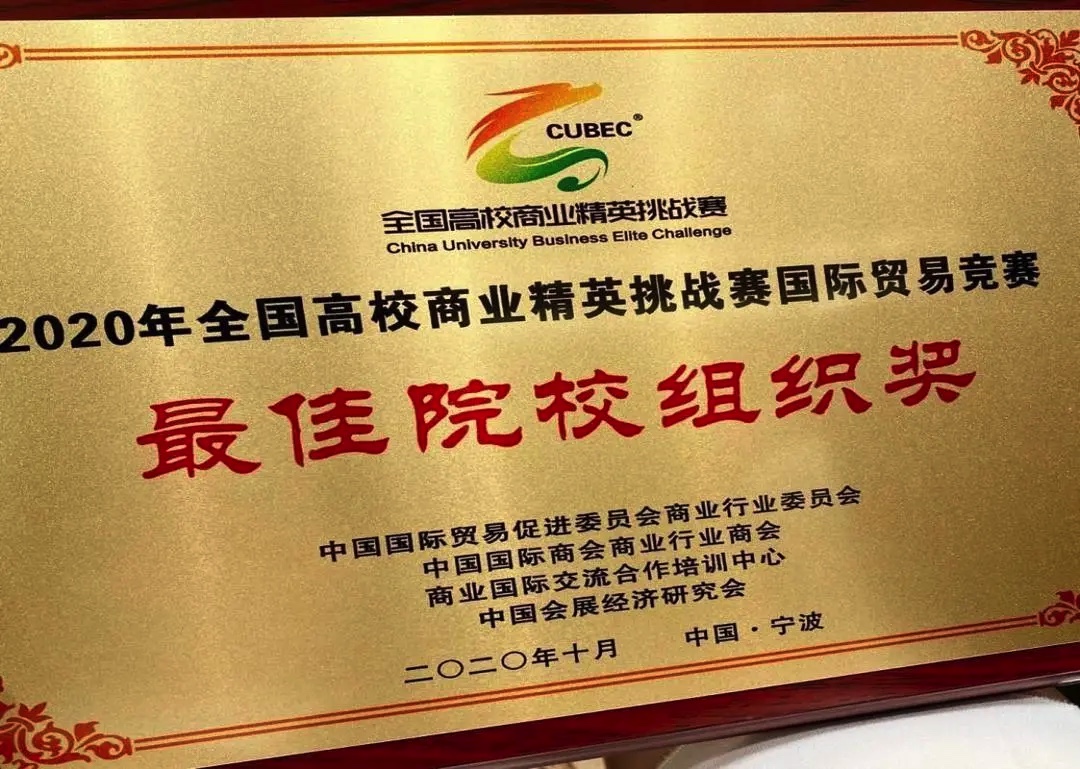 CUBEC®
全国高校商业精英挑战赛
China University Business Elite Challenge
2020年全国高校商业精英挑战赛国际贸易竞赛
最佳院校组织奖
中国国际贸易促进委员会商业行业委员会
中国国际商会商业行业商会
商业国际交流合作培训中心
中国会展经济研究会
二〇二〇年十月 中国·宁波